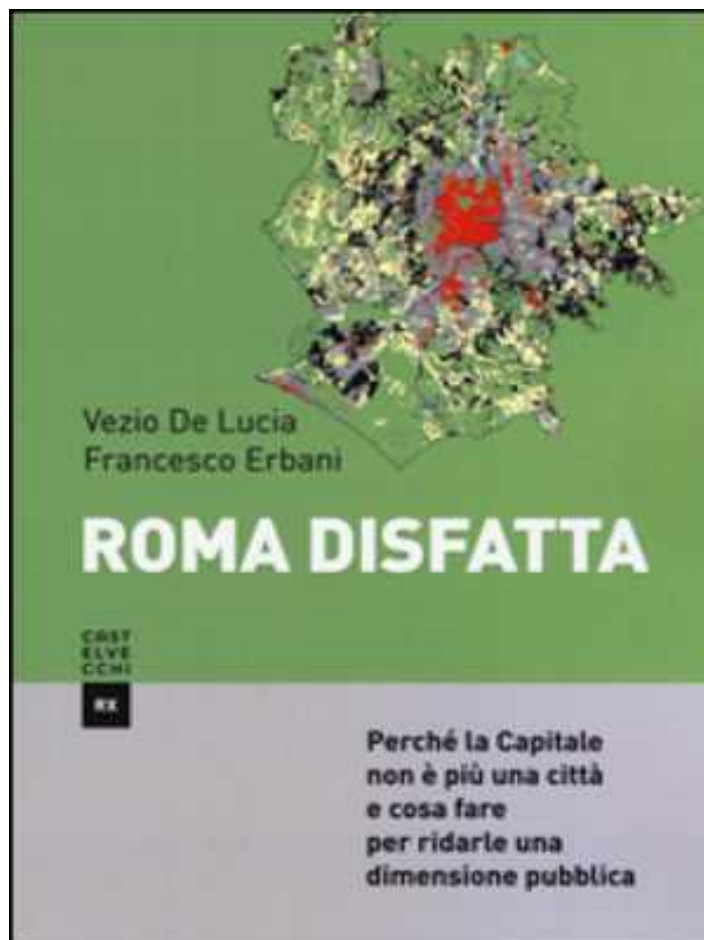 Vezio De Lucia
Francesco Erbani
ROMA DISFATTA
CAST
ELVE
CCHI
RX
Perché la Capitale
non è più una città
e cosa fare
per ridarle una
dimensione pubblica